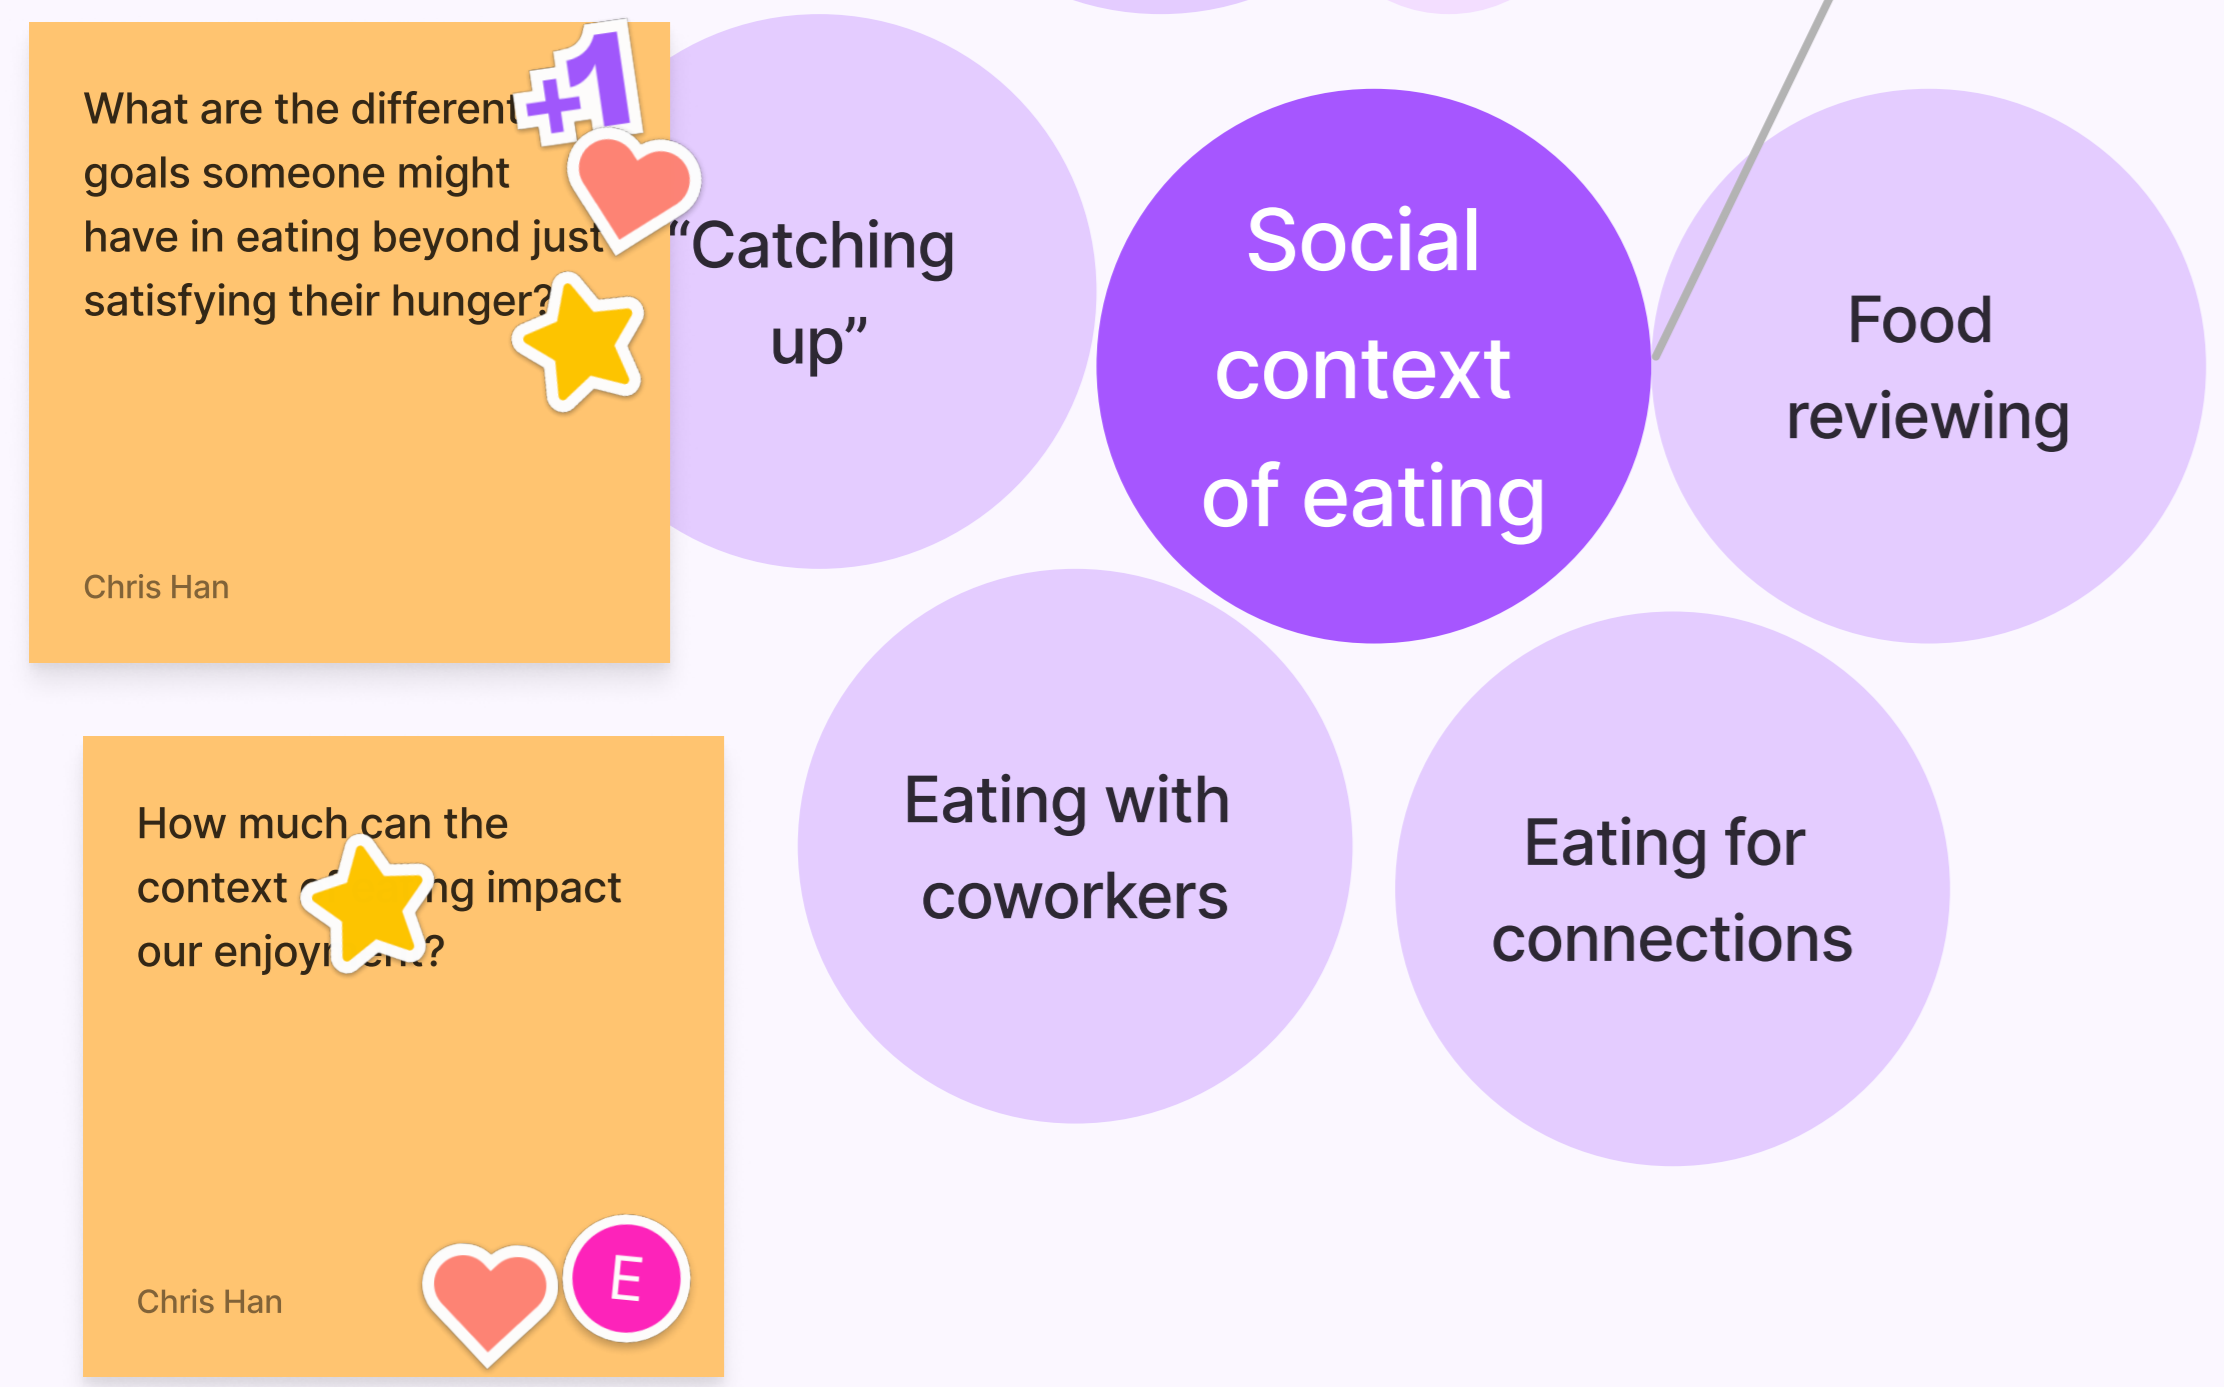 What are the different
goals someone might
have in eating beyond just
satisfying their hunger?
Chris Han
+1
“Catching
up”
Social
context
of eating
Food
reviewing
Eating with
coworkers
Eating for
connections
How much can the
context impact
our
Chris Han
E